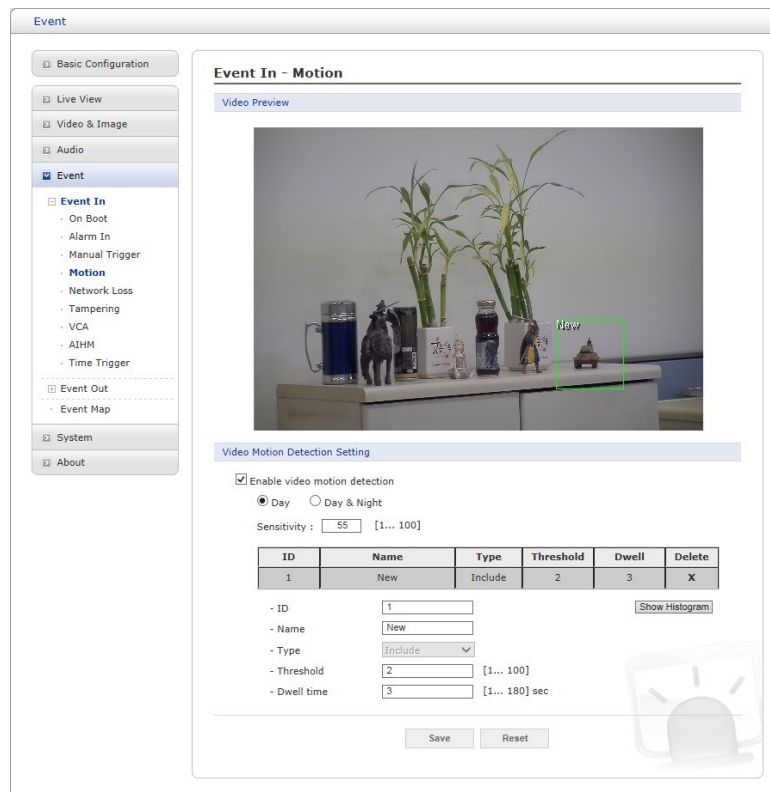 Event
Basic Configuration
Live View
Video & Image
Audio
Event
Event In
On Boot
Alarm In
Manual Trigger
Motion
Network Loss
Tampering
VCA
AIHM
Time Trigger
Event Out
Event Map
System
About
Event In - Motion
Video Preview
New
Video Motion Detection Setting
Enable video motion detection
Day Day & Night
Sensitivity : 55 [1... 100]
ID Name Type Threshold Dwell Delete
1 New Include 2 3 X
- ID 1 Show Histogram
- Name New
- Type Include
- Threshold 2 [1... 100]
- Dwell time 3 [1... 180] sec
Save Reset